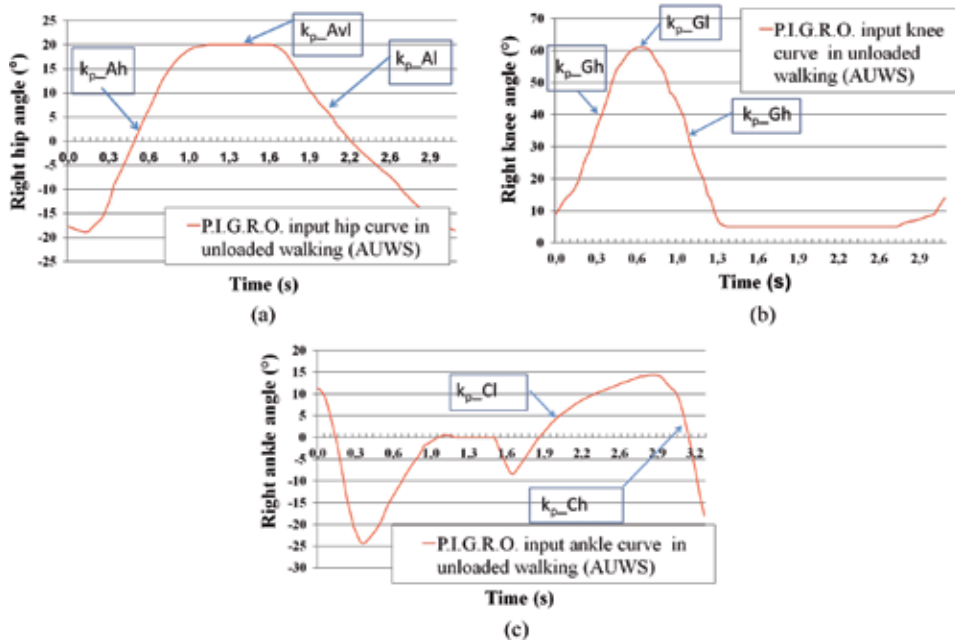 Right hip angle (°)
25
20
15
10
5
0
-5
-10
-15
-20
-25
0,0 0,3 0,6 1,0 1,3 1,6 1,9 2,2 2,6 2,9
kp_Ah
kp_Avl
kp_Al
P.I.G.R.O. input hip curve in
unloaded walking (AUWS)
Time (s)
(a)
Right knee angle (°)
70
60
50
40
30
20
10
0
0,0 0,3 0,6 1,0 1,3 1,6 1,9 2,2 2,6 2,9
kp_Gh
kp_Gl
kp_Gh
P.I.G.R.O. input knee
curve in unloaded
walking (AUWS)
Time (s)
(b)
Right ankle angle (°)
20
15
10
5
0
-5
-10
-15
-20
-25
-30
0,0 0,3 0,6 1,0 1,3 1,6 1,9 2,2 2,6 2,9 3,2
kp_Cl
kp_Ch
P.I.G.R.O. input ankle curve in
unloaded walking (AUWS)
Time (s)
(c)